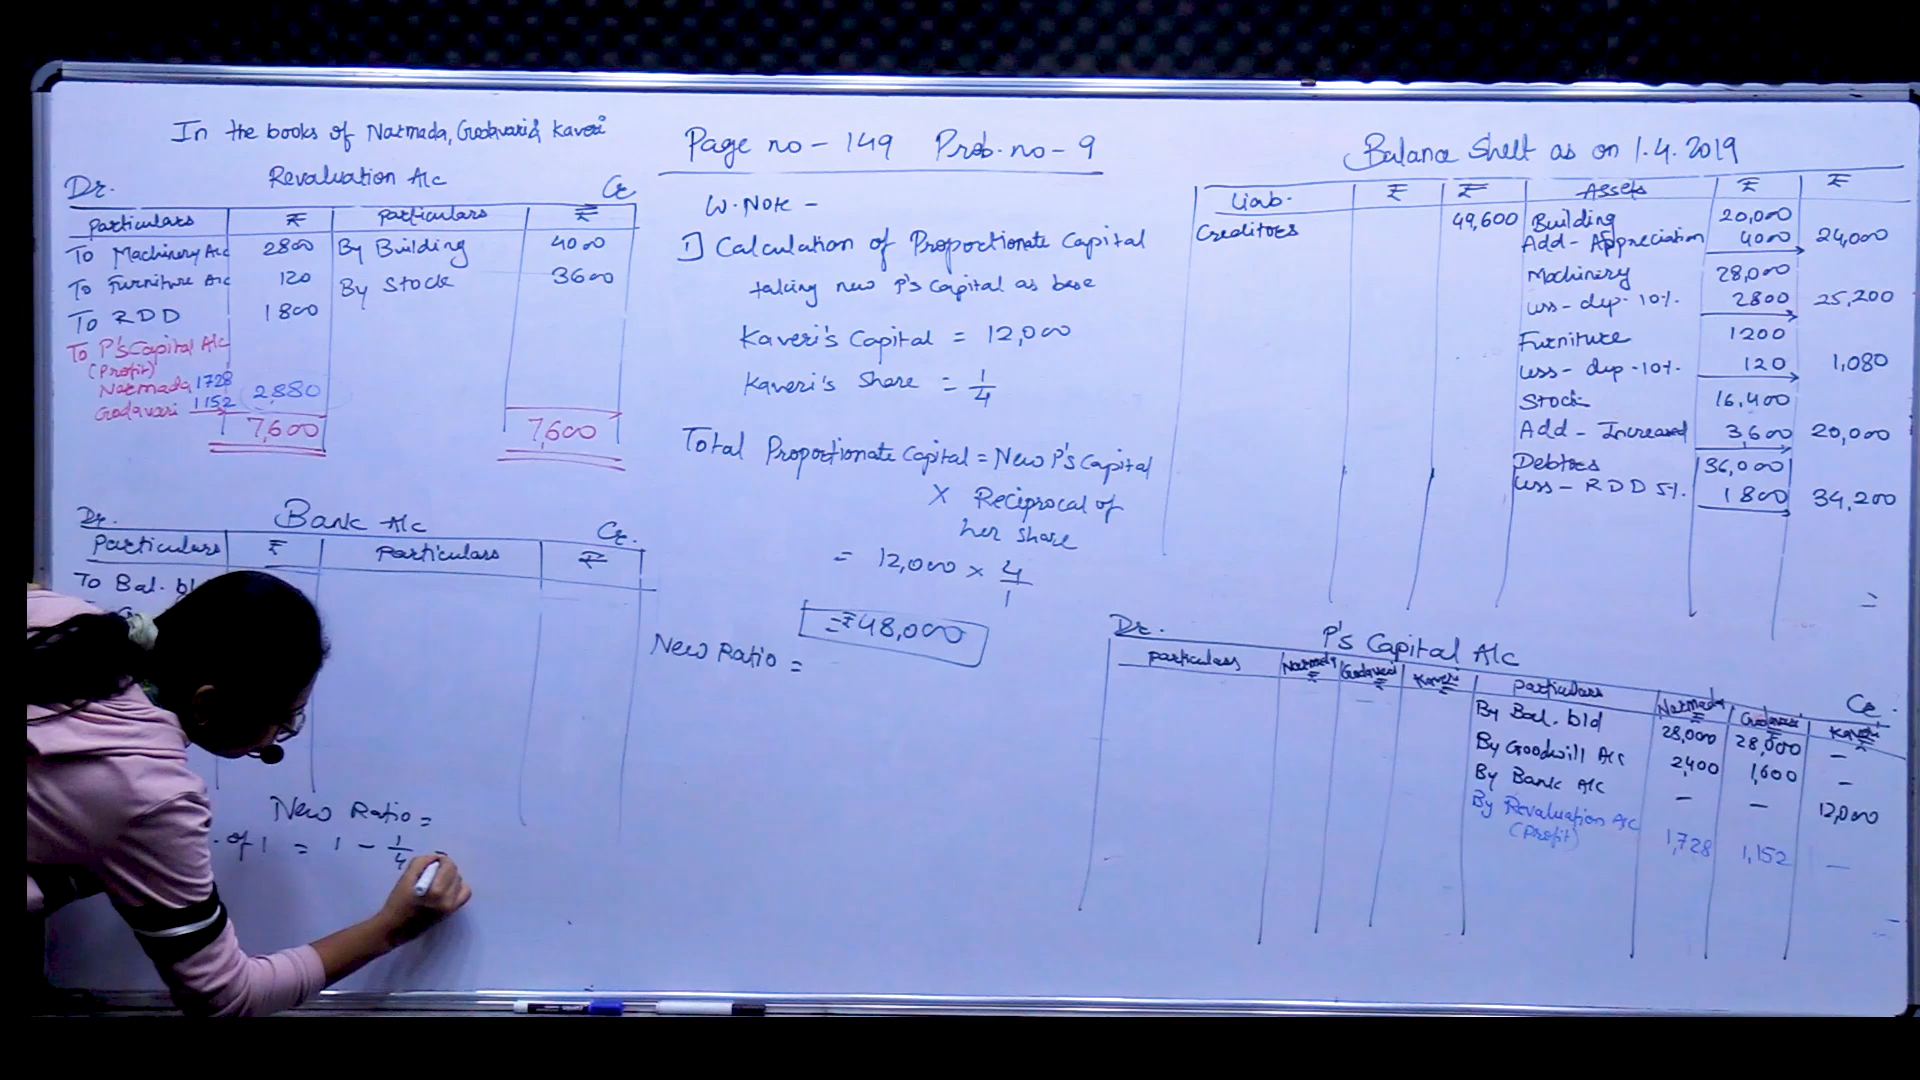 In the books of Narmada, Godavari & Kaveri
Revaluation A/c
Dr. Cr
Particulars ₹ Particulars ₹
To Machinery A/c 2800 By Building 4000
To Furniture A/c 120 By Stock 3600
To RDD 1800
To P's Capital A/c
(Profit)
Narmada 1728
Godavari 1152 2,880
7,600 7,600
Dr. Bank A/c Cr.
Particulars ₹ Particulars ₹
To Bal. b/
New Ratio =
of 1 = 1 - 1/4 =
Page no - 149 Prob. no - 9
W. Note -
1) Calculation of Proportionate Capital
taking new P's Capital as base
Kaveri's Capital = 12,000
Kaveri's Share = 1/4
Total Proportionate Capital = New P's Capital
X Reciprocal of
her share
= 12,000 × 4/1
= ₹48,000
New Ratio =
Balance Sheet as on 1.4.2019
Liab. ₹ ₹ Assets ₹ ₹
Creditors 49,600 Building 20,000
Add - Appreciation 4000 24,000
Machinery 28,000
Less - dep - 10% 2800 25,200
Furniture 1200
Less - dep - 10% 120 1,080
Stock 16,400
Add - Increased 3,600 20,000
Debtors 36,000
Less - RDD 5% 1800 34,200
=
Dr. P's Capital A/c Cr.
Particulars Narmada ₹ Godavari ₹ Kaveri ₹ Particulars Narmada ₹ Godavari ₹ Kaveri ₹
By Bal. b/d 28,000 28,000 -
By Goodwill A/c 2,400 1,600 -
By Bank A/c - - 12,000
By Revaluation A/c
(Profit) 1,728 1,152 -